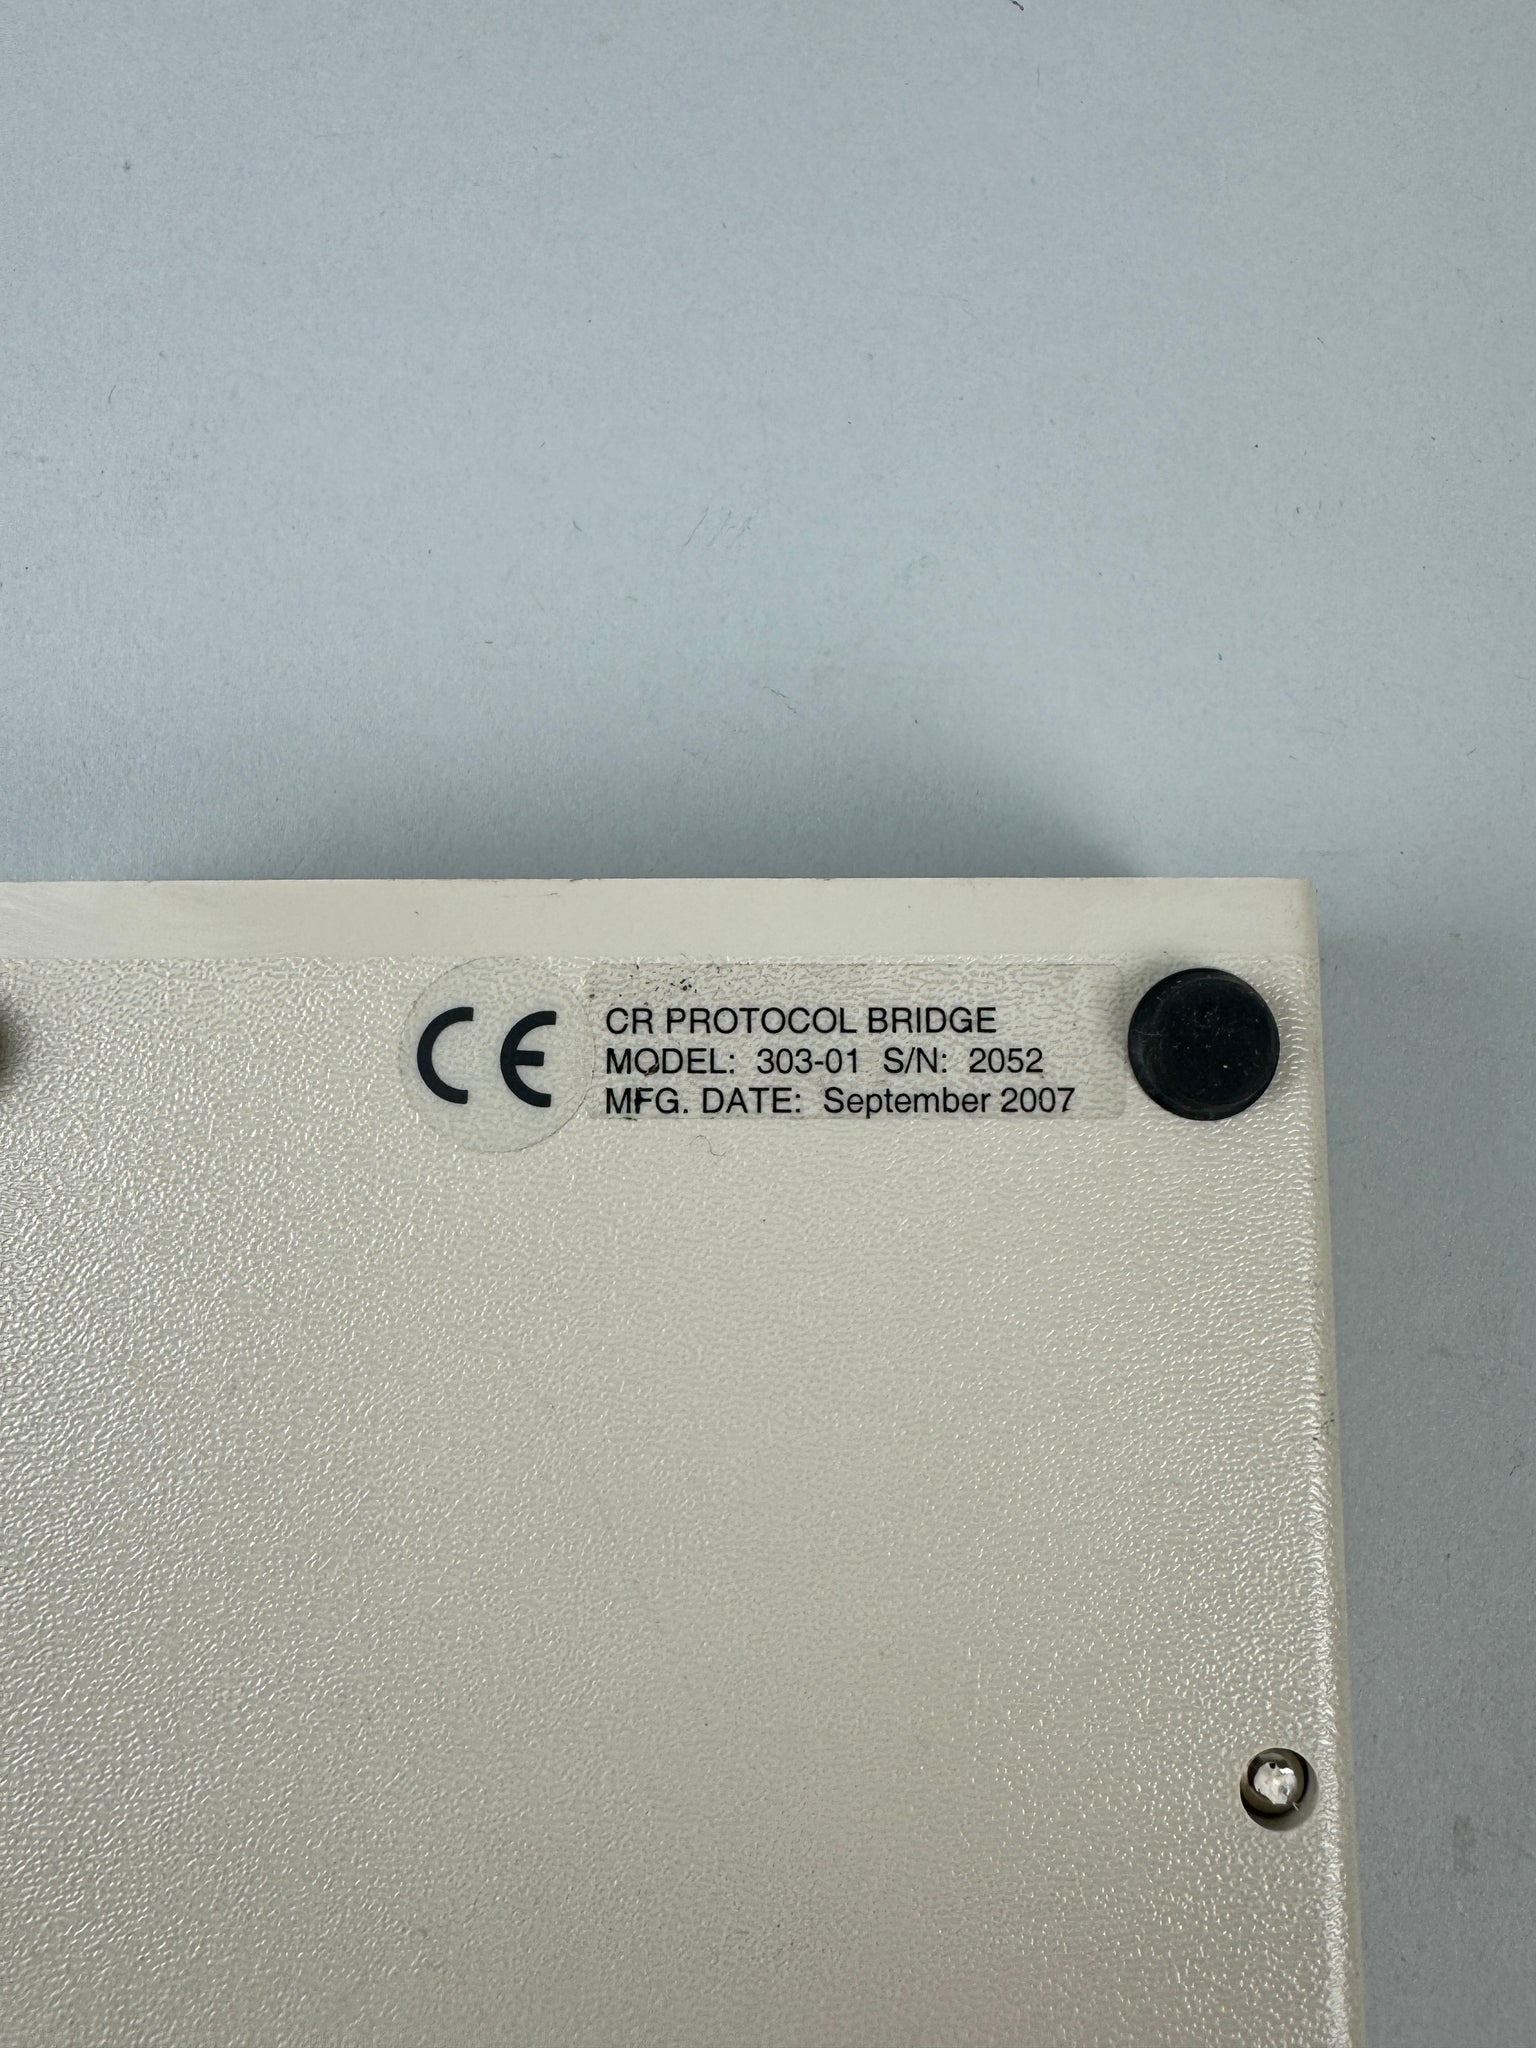 CE
CR PROTOCOL BRIDGE
MODEL: 303-01 S/N: 2052
MFG. DATE: September 2007